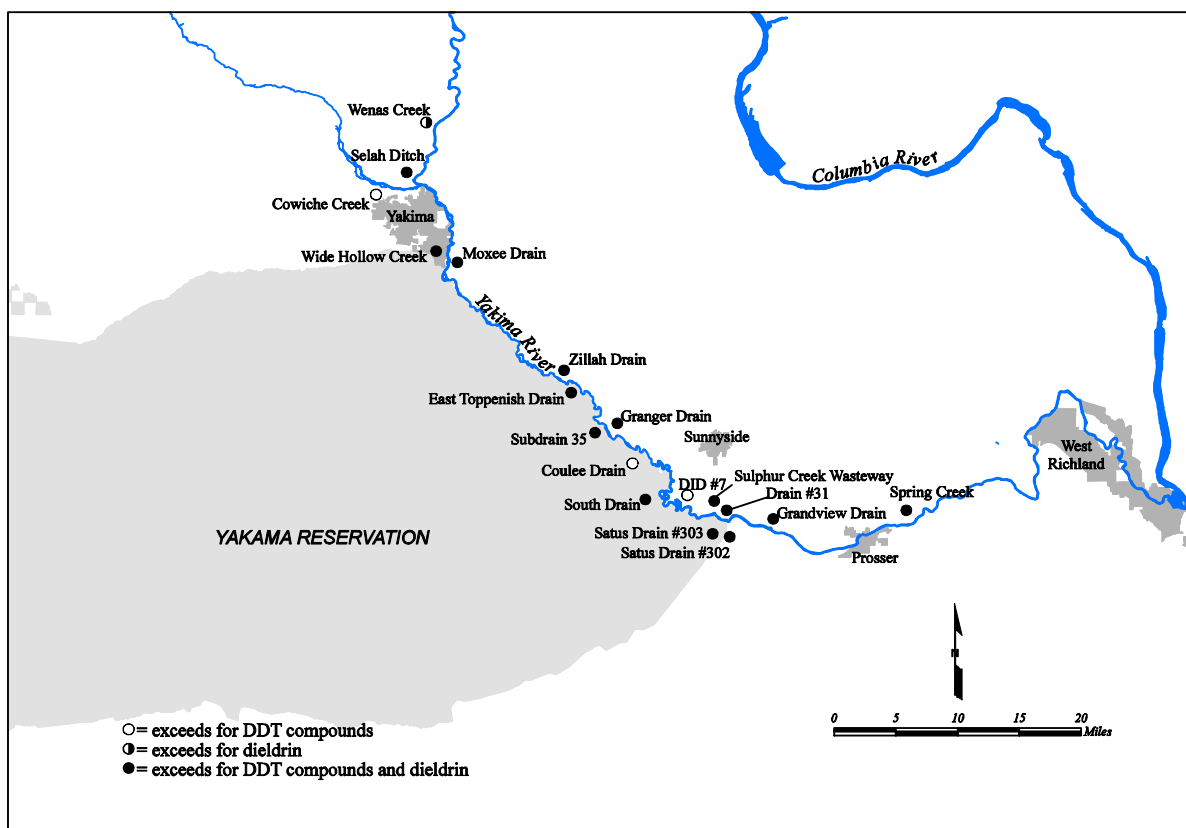 Wenas Creek
Selah Ditch
Columbia River
Cowiche Creek
Yakima
Wide Hollow Creek
Moxee Drain
Yakima River
Zillah Drain
East Toppenish Drain
Granger Drain
Subdrain 35
Sunnyside
West
Richland
Coulee Drain
DID #7
Sulphur Creek Wasteway
Drain #31
Spring Creek
South Drain
Grandview Drain
Satus Drain #303
Satus Drain #302
YAKAMA RESERVATION
Prosser
N
0 5 10 15 20
Miles
= exceeds for DDT compounds
= exceeds for dieldrin
= exceeds for DDT compounds and dieldrin